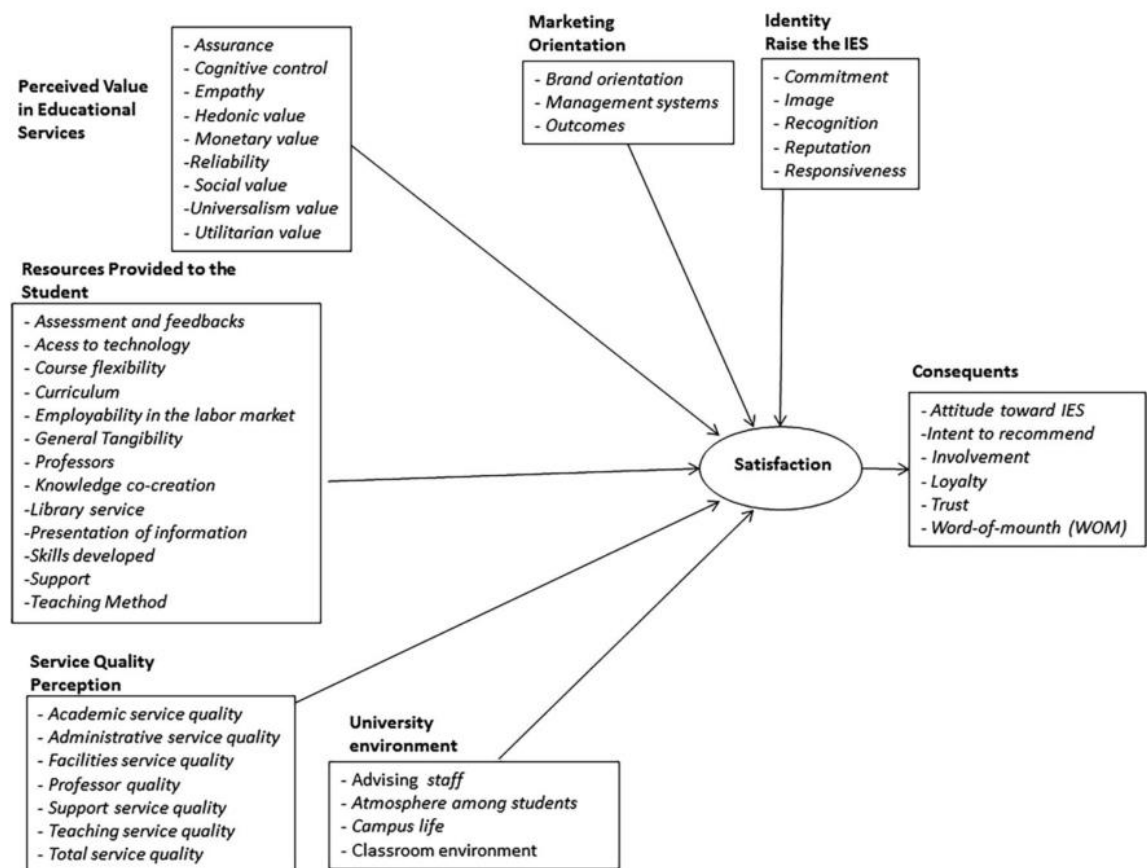 Perceived Value
in Educational
Services
- Assurance
- Cognitive control
- Empathy
- Hedonic value
- Monetary value
-Reliability
- Social value
-Universalism value
- Utilitarian value
Marketing
Orientation
- Brand orientation
- Management systems
- Outcomes
Identity
Raise the IES
- Commitment
- Image
- Recognition
- Reputation
- Responsiveness
Resources Provided to the
Student
- Assessment and feedbacks
- Acess to technology
- Course flexibility
- Curriculum
- Employability in the labor market
- General Tangibility
- Professors
- Knowledge co-creation
-Library service
-Presentation of information
-Skills developed
-Support
-Teaching Method
Satisfaction
Consequents
- Attitude toward IES
-Intent to recommend
- Involvement
- Loyalty
- Trust
- Word-of-mounth (WOM)
Service Quality
Perception
- Academic service quality
- Administrative service quality
- Facilities service quality
- Professor quality
- Support service quality
- Teaching service quality
- Total service quality
University
environment
- Advising staff
- Atmosphere among students
- Campus life
- Classroom environment